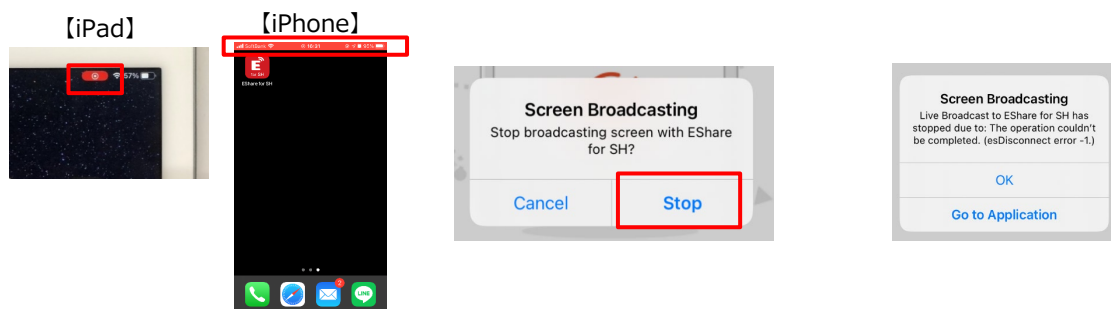 【iPad】
【iPhone】
57%
SoftBank
16:21
95%
E
for SH
EShare for SH
2
LINE
Screen Broadcasting
Stop broadcasting screen with EShare
for SH?
Cancel
Stop
Screen Broadcasting
Live Broadcast to EShare for SH has
stopped due to: The operation couldn't
be completed. (esDisconnect error -1.)
OK
Go to Application